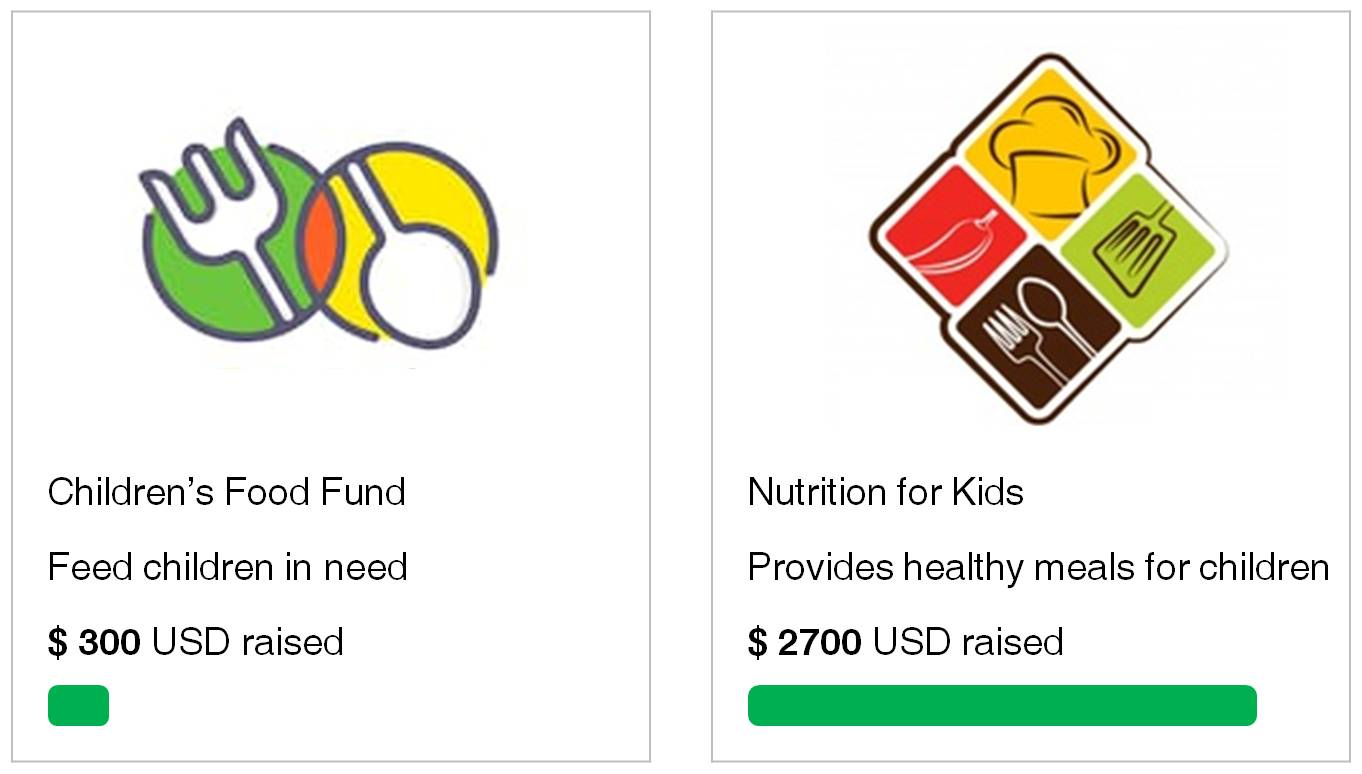 Children’s Food Fund
Feed children in need
$ 300 USD raised
Nutrition for Kids
Provides healthy meals for children
$ 2700 USD raised